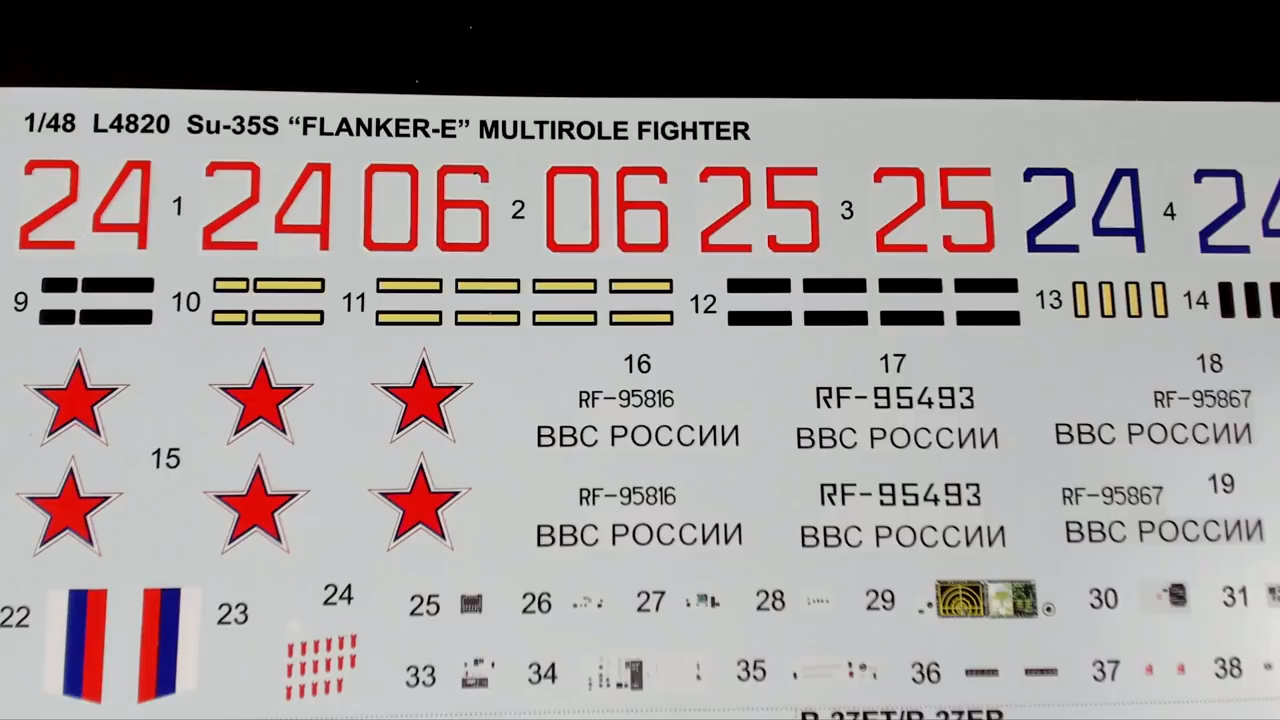 1/48 L4820 Su-35S “FLANKER-E” MULTIROLE FIGHTER
24 1 24 06 2 06 25 3 25 24 4 24
9 10 11 12 13 14
16 17 18
RF-95816 RF-95493 RF-95867
ВВС РОССИИ ВВС РОССИИ ВВС РОССИИ
15 19
RF-95816 RF-95493 RF-95867
ВВС РОССИИ ВВС РОССИИ ВВС РОССИИ
22 23 24 25 26 27 28 29 30 31
33 34 35 36 37 38
R-27ET/R-27ER